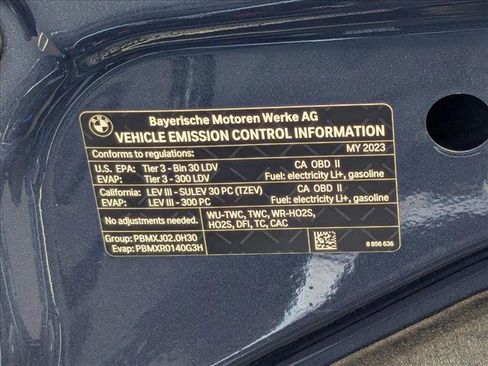 BMW
Bayerische Motoren Werke AG
VEHICLE EMISSION CONTROL INFORMATION
Conforms to regulations: MY 2023
U.S. EPA: Tier 3 - Bin 30 LDV CA OBD II
EVAP: Tier 3 - 300 LDV Fuel: electricity Li+, gasoline
California: LEV III - SULEV 30 PC (TZEV) CA OBD II
EVAP: LEV III - 300 PC Fuel: electricity Li+, gasoline
No adjustments needed. WU-TWC, TWC, WR-HO2S,
HO2S, DFI, TC, CAC
Group: PBMXJ02.0H30
Evap: PBMXR0140G3H 8 856 636